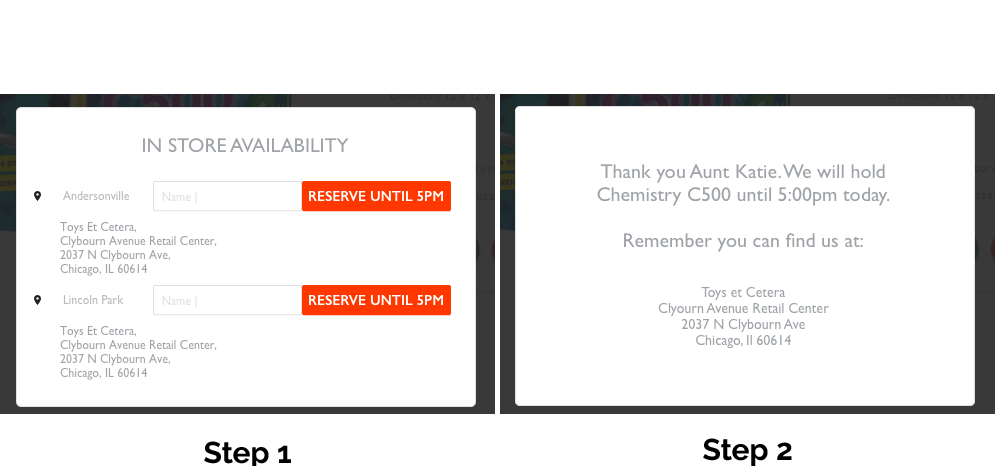 IN STORE AVAILABILITY
Andersonville
Name |
RESERVE UNTIL 5PM
Toys Et Cetera,
Clybourn Avenue Retail Center,
2037 N Clybourn Ave,
Chicago, IL 60614
Lincoln Park
Name |
RESERVE UNTIL 5PM
Toys Et Cetera,
Clybourn Avenue Retail Center,
2037 N Clybourn Ave,
Chicago, IL 60614
Step 1
Thank you Aunt Katie. We will hold
Chemistry C500 until 5:00pm today.
Remember you can find us at:
Toys et Cetera
Clyourn Avenue Retail Center
2037 N Clybourn Ave
Chicago, Il 60614
Step 2